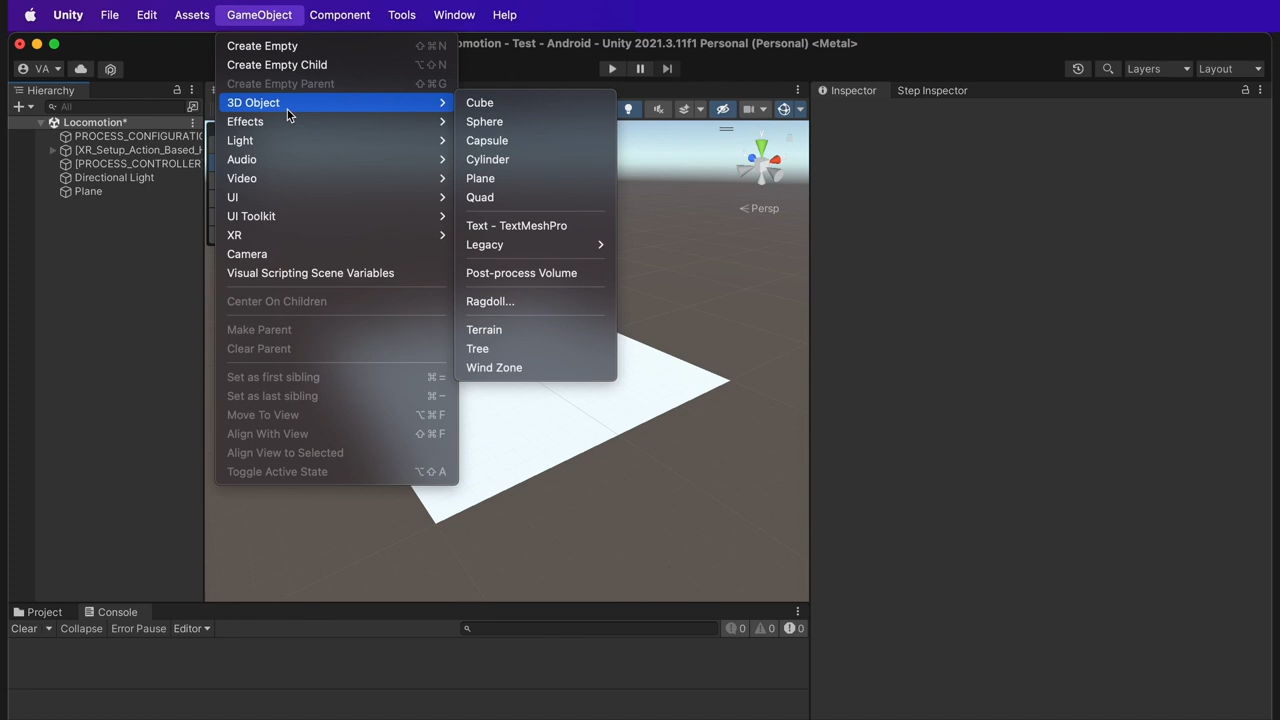 Unity File Edit Assets GameObject Component Tools Window Help
omotion - Test - Android - Unity 2021.3.11f1 Personal (Personal) <Metal>
VA
Layers Layout
Hierarchy
All
Locomotion*
PROCESS_CONFIGURATIO
[XR_Setup_Action_Based_H
[PROCESS_CONTROLLER
Directional Light
Plane
Create Empty ⇧⌘N
Create Empty Child ⌥⇧N
Create Empty Parent ⇧⌘G
3D Object
Effects
Light
Audio
Video
UI
UI Toolkit
XR
Camera
Visual Scripting Scene Variables
Center On Children
Make Parent
Clear Parent
Set as first sibling ⌘=
Set as last sibling ⌘-
Move To View ⌥⌘F
Align With View ⇧⌘F
Align View to Selected
Toggle Active State ⌥⇧A
Cube
Sphere
Capsule
Cylinder
Plane
Quad
Text - TextMeshPro
Legacy
Post-process Volume
Ragdoll...
Terrain
Tree
Wind Zone
y
Persp
Inspector Step Inspector
Project Console
Clear Collapse Error Pause Editor
0 0 0